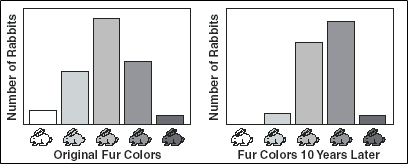 Number of Rabbits
Original Fur Colors
Number of Rabbits
Fur Colors 10 Years Later